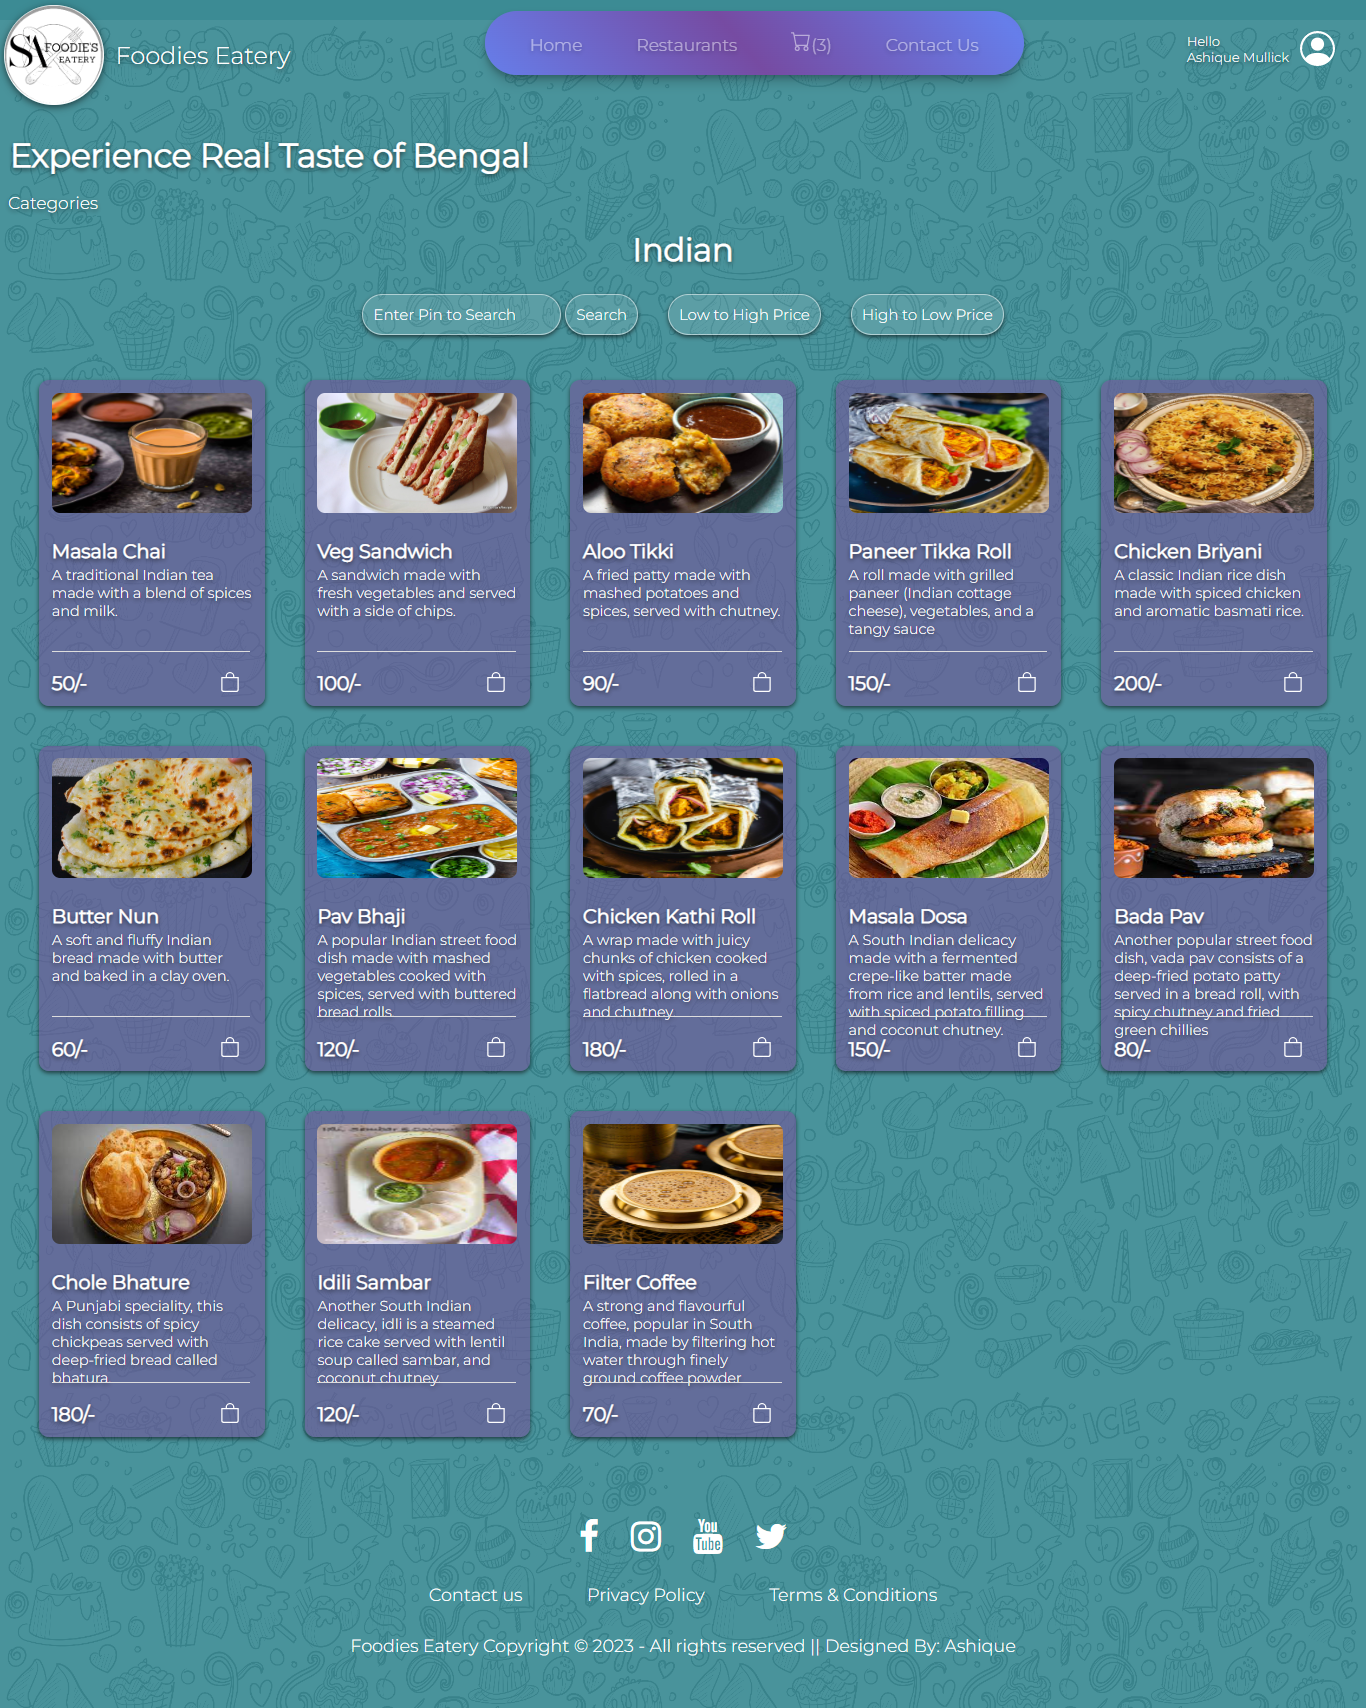 SA FOODIE'S
EATERY
Foodies Eatery
Home
Restaurants
(3)
Contact Us
Hello
Ashique Mullick
Experience Real Taste of Bengal
Categories
Indian
Enter Pin to Search
Search
Low to High Price
High to Low Price
Masala Chai
A traditional Indian tea
made with a blend of spices
and milk.
50/-
Veg Sandwich
A sandwich made with
fresh vegetables and served
with a side of chips.
100/-
Aloo Tikki
A fried patty made with
mashed potatoes and
spices, served with chutney.
90/-
Paneer Tikka Roll
A roll made with grilled
paneer (Indian cottage
cheese), vegetables, and a
tangy sauce
150/-
Chicken Briyani
A classic Indian rice dish
made with spiced chicken
and aromatic basmati rice.
200/-
Butter Nun
A soft and fluffy Indian
bread made with butter
and baked in a clay oven.
60/-
Pav Bhaji
A popular Indian street food
dish made with mashed
vegetables cooked with
spices, served with buttered
bread rolls
120/-
Chicken Kathi Roll
A wrap made with juicy
chunks of chicken cooked
with spices, rolled in a
flatbread along with onions
and chutney
180/-
Masala Dosa
A South Indian delicacy
made with a fermented
crepe-like batter made
from rice and lentils, served
with spiced potato filling
and coconut chutney.
150/-
Bada Pav
Another popular street food
dish, vada pav consists of a
deep-fried potato patty
served in a bread roll, with
spicy chutney and fried
green chillies
80/-
Chole Bhature
A Punjabi speciality, this
dish consists of spicy
chickpeas served with
deep-fried bread called
bhatura
180/-
Idili Sambar
Another South Indian
delicacy, idli is a steamed
rice cake served with lentil
soup called sambar, and
coconut chutney
120/-
Filter Coffee
A strong and flavourful
coffee, popular in South
India, made by filtering hot
water through finely
ground coffee powder
70/-
You
Tube
Contact us
Privacy Policy
Terms & Conditions
Foodies Eatery Copyright © 2023 - All rights reserved || Designed By: Ashique